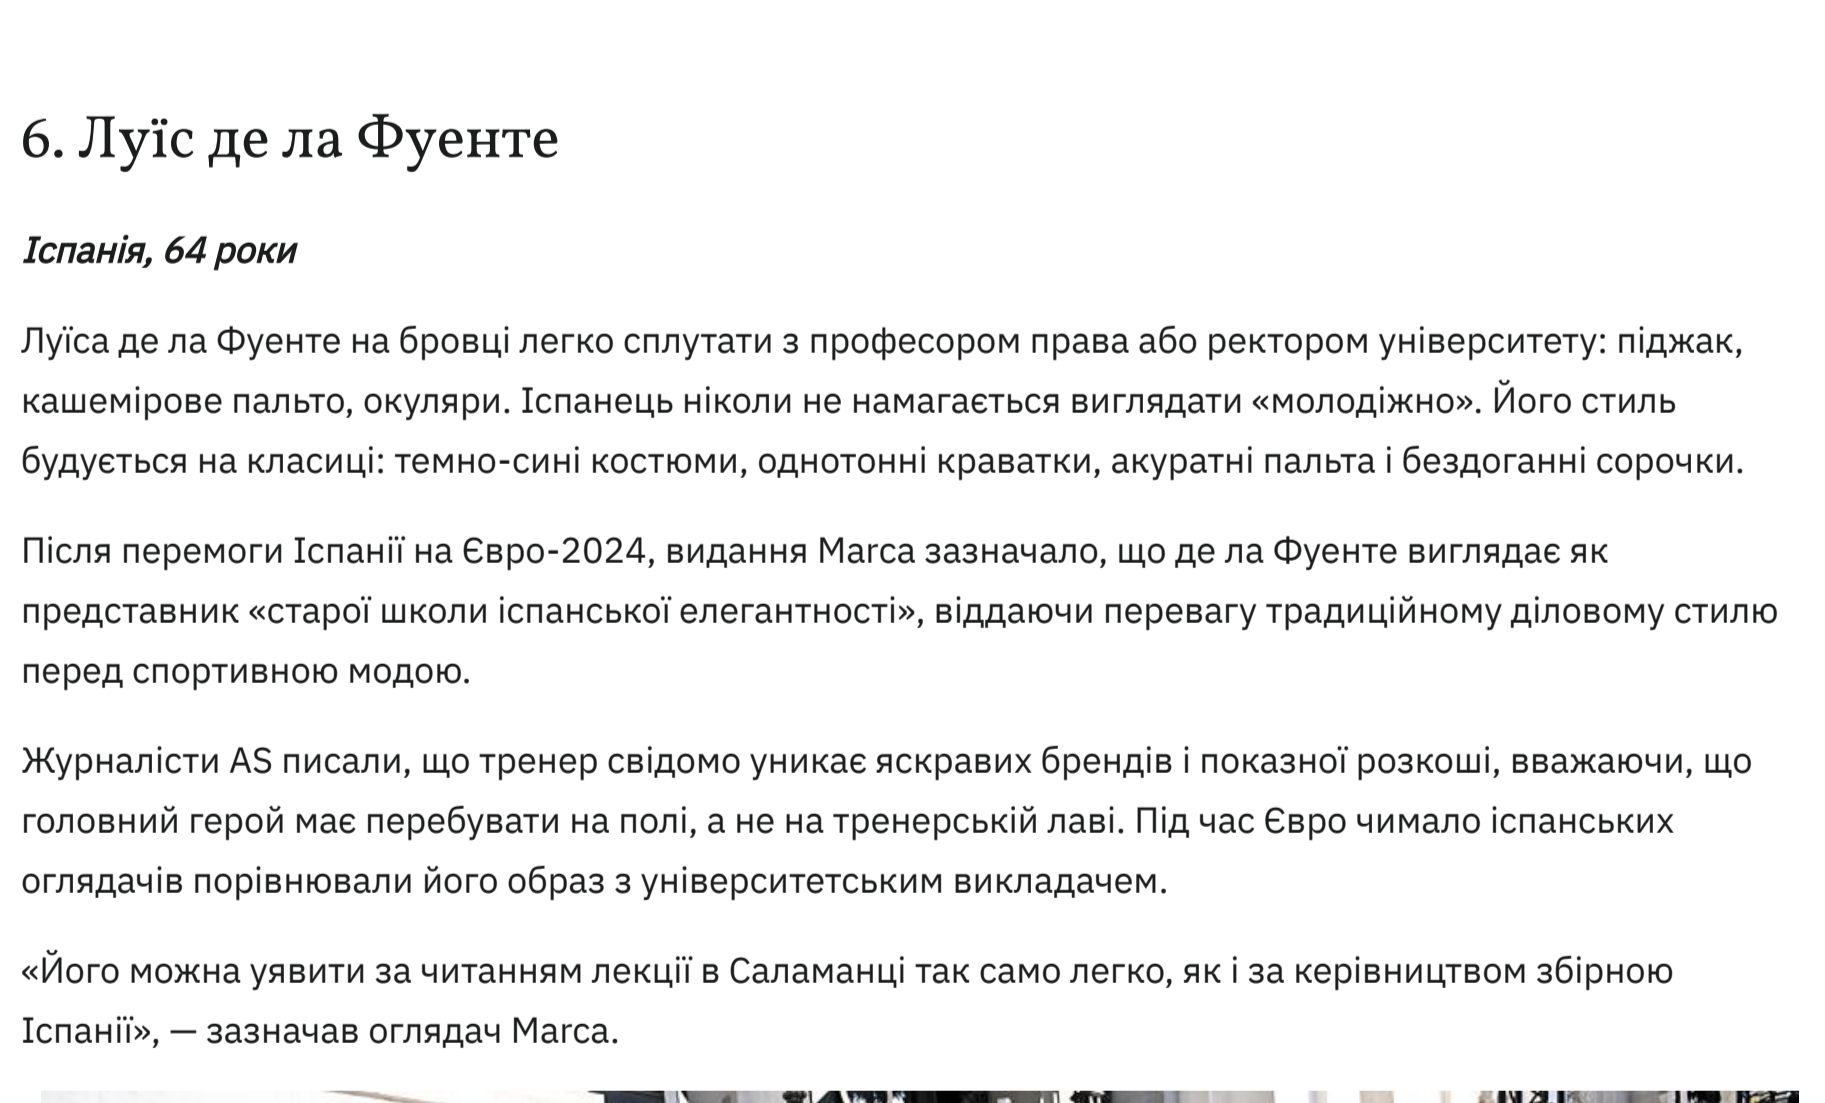 6. Луїс де ла Фуенте
Іспанія, 64 роки
Луїса де ла Фуенте на бровці легко сплутати з професором права або ректором університету: піджак,
кашемірове пальто, окуляри. Іспанець ніколи не намагається виглядати «молодіжно». Його стиль
будується на класиці: темно-сині костюми, однотонні краватки, акуратні пальта і бездоганні сорочки.
Після перемоги Іспанії на Євро-2024, видання Marca зазначало, що де ла Фуенте виглядає як
представник «старої школи іспанської елегантності», віддаючи перевагу традиційному діловому стилю
перед спортивною модою.
Журналісти AS писали, що тренер свідомо уникає яскравих брендів і показної розкоші, вважаючи, що
головний герой має перебувати на полі, а не на тренерській лаві. Під час Євро чимало іспанських
оглядачів порівнювали його образ з університетським викладачем.
«Його можна уявити за читанням лекції в Саламанці так само легко, як і за керівництвом збірною
Іспанії», — зазначав оглядач Marca.